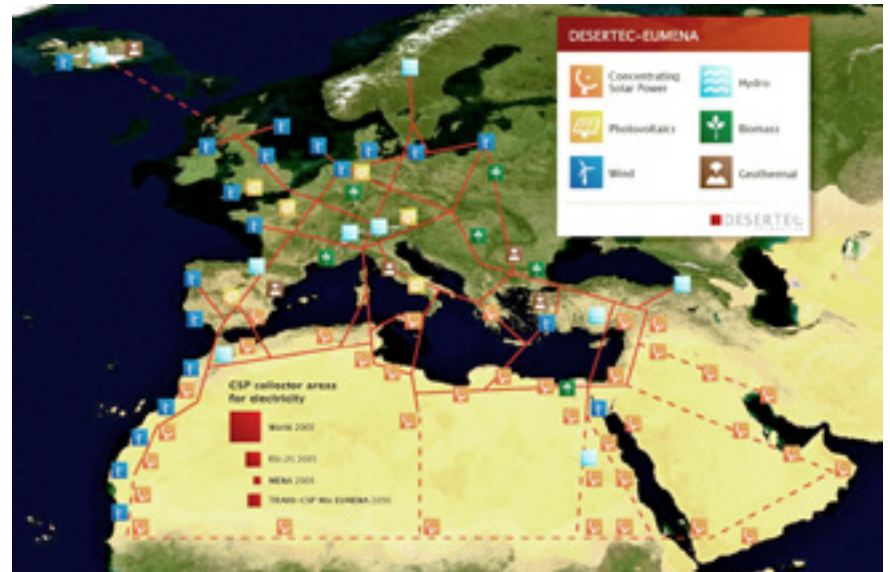 DESERTEC–EUMENA
Concentrating
Solar Power
Hydro
Photovoltaics
Biomass
Wind
Geothermal
DESERTEC
CSP collector areas
for electricity
World 2005
EU-25 2005
MENA 2005
TRANS-CSP Mix EUMENA 2050